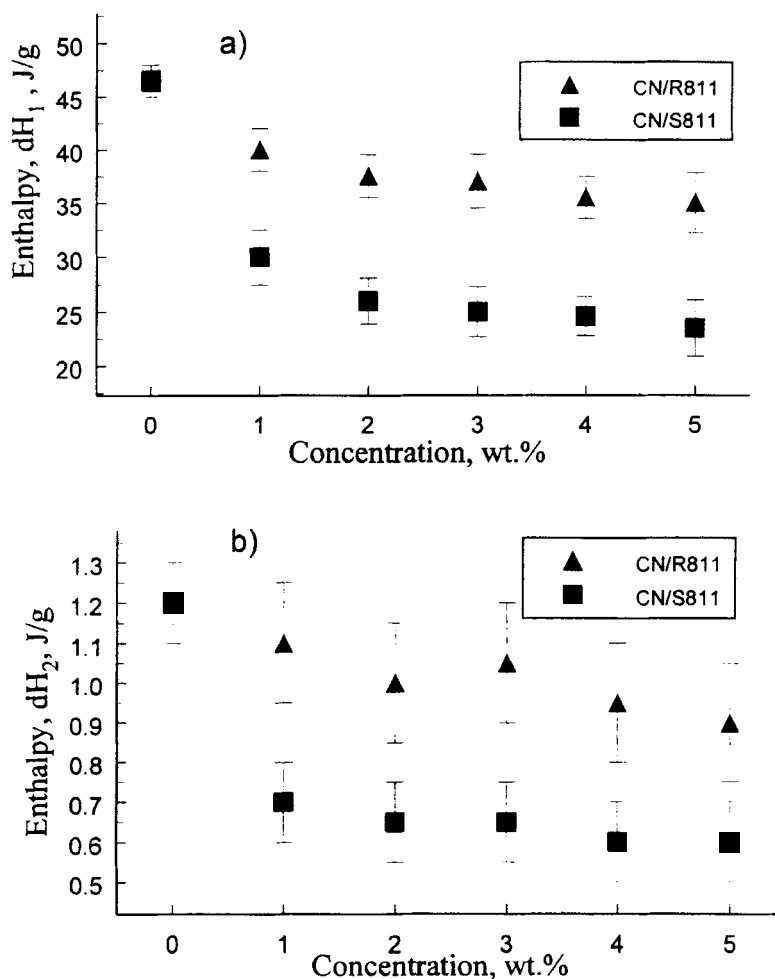 a)
CN/R811
CN/S811
Enthalpy, dH₁ , J/g
50
45
40
35
30
25
20
0 1 2 3 4 5
Concentration, wt.%
b)
CN/R811
CN/S811
Enthalpy, dH₂, J/g
1.3
1.2
1.1
1.0
0.9
0.8
0.7
0.6
0.5
0 1 2 3 4 5
Concentration, wt.%